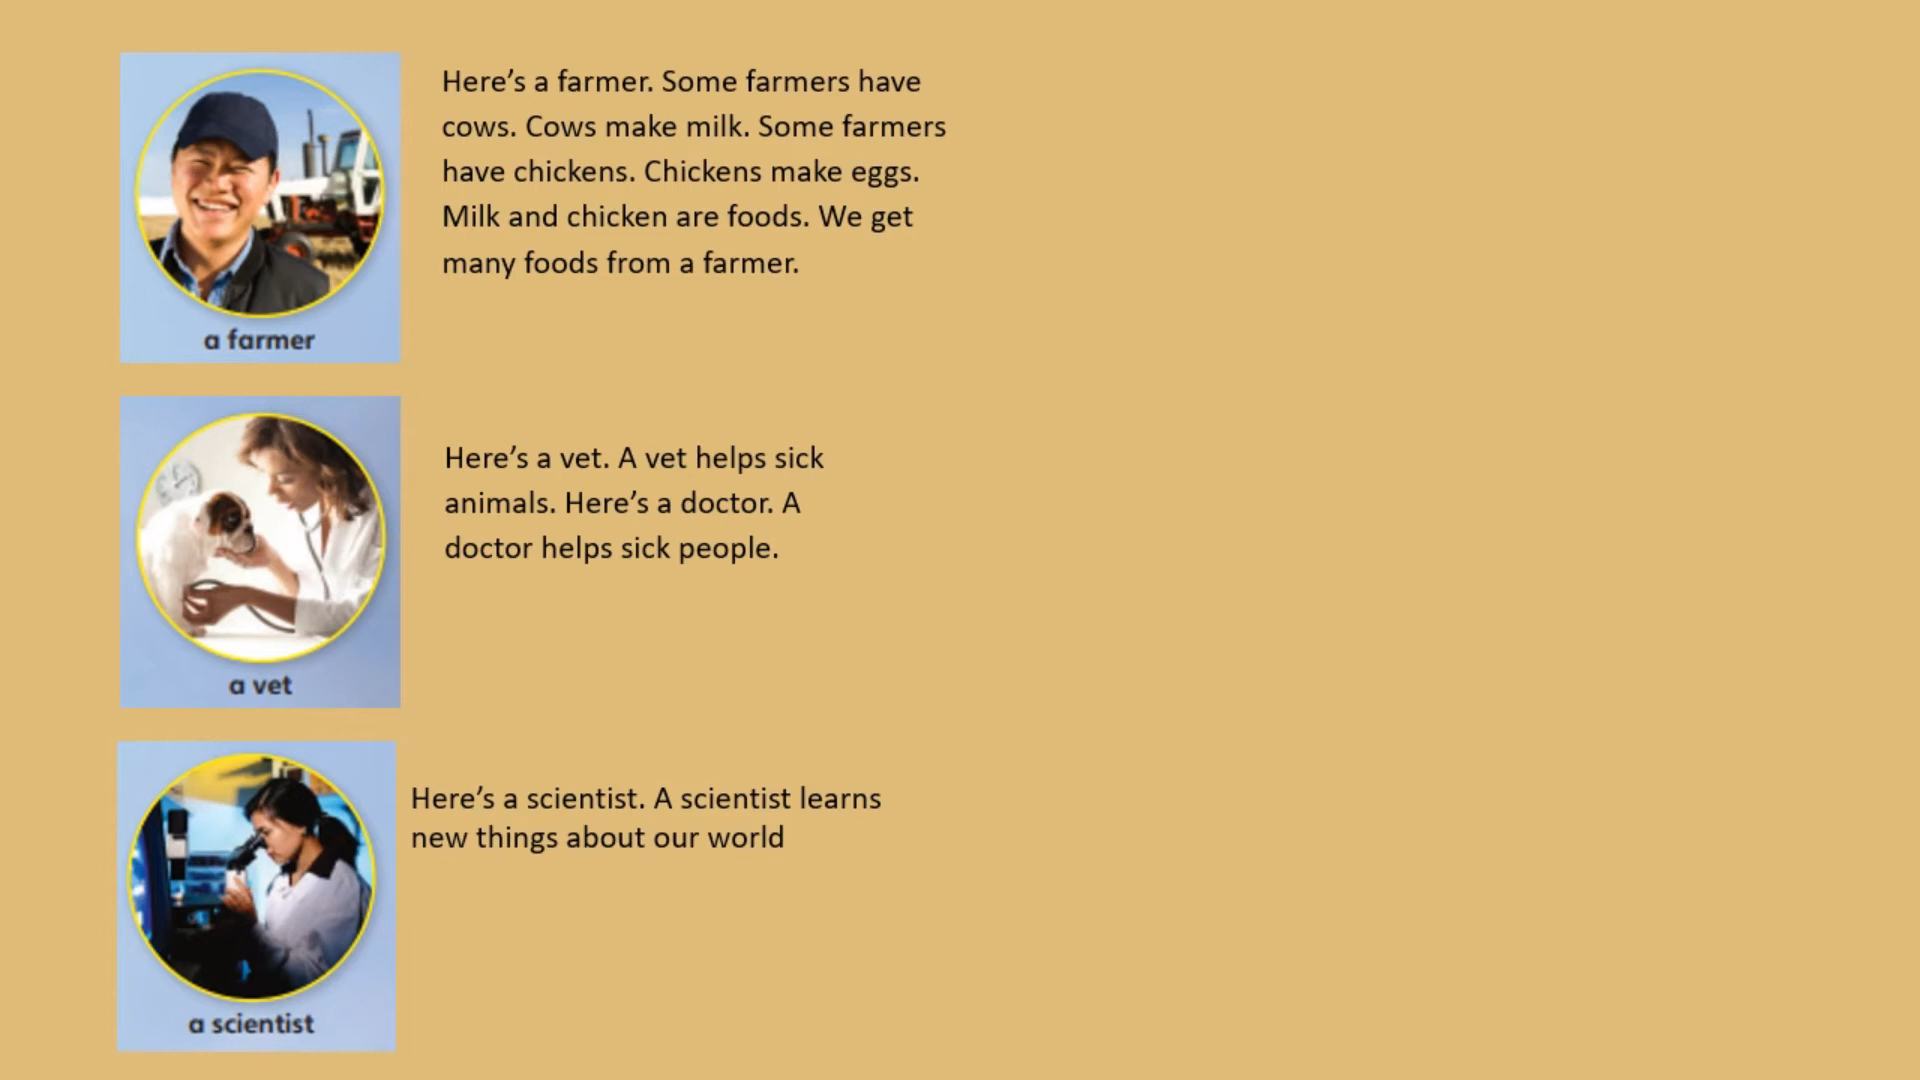 Here’s a farmer. Some farmers have
cows. Cows make milk. Some farmers
have chickens. Chickens make eggs.
Milk and chicken are foods. We get
many foods from a farmer.
a farmer
Here’s a vet. A vet helps sick
animals. Here’s a doctor. A
doctor helps sick people.
a vet
Here’s a scientist. A scientist learns
new things about our world
a scientist